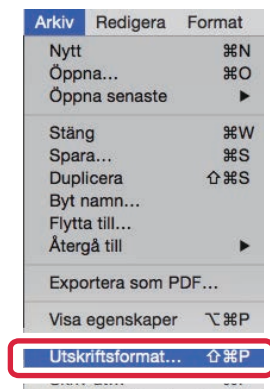 Arkiv Redigera Format
Nytt ⌘N
Öppna... ⌘O
Öppna senaste ▶
Stäng ⌘W
Spara... ⌘S
Duplicera ⇧⌘S
Byt namn...
Flytta till...
Återgå till ▶
Exportera som PDF...
Visa egenskaper ⌥⌘P
Utskriftsformat... ⇧⌘P